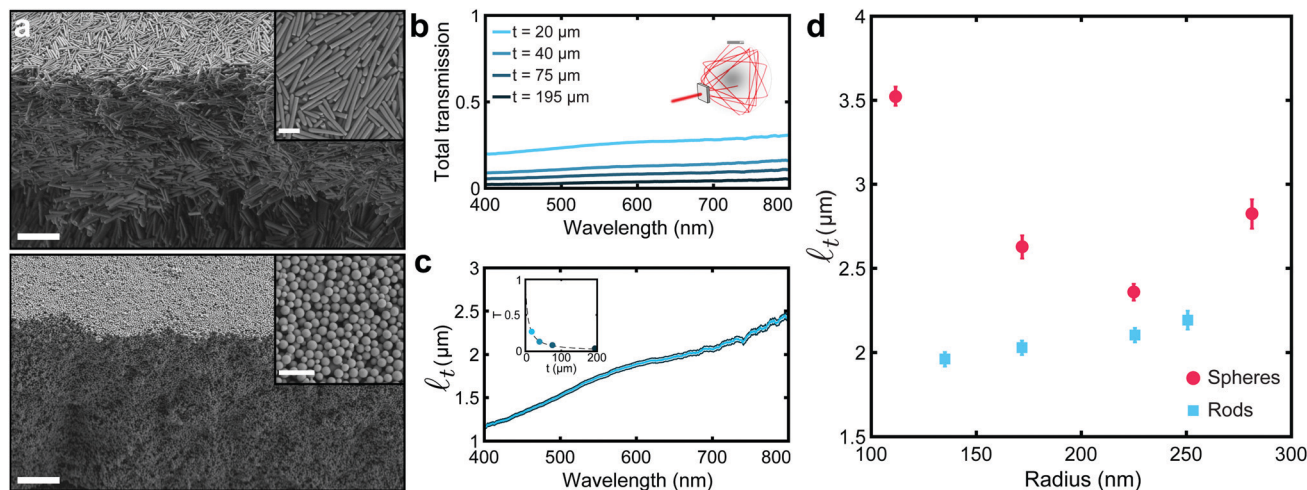 a
b
Total transmission
1
0.5
0
t = 20 μm
t = 40 μm
t = 75 μm
t = 195 μm
400
500
600
700
800
Wavelength (nm)
c
ℓt(μm)
3
2.5
2
1.5
1
T
1
0.5
0
0
100
200
t (μm)
400
500
600
700
800
Wavelength (nm)
d
ℓt(μm)
4
3.5
3
2.5
2
1.5
Spheres
Rods
100
150
200
250
300
Radius (nm)